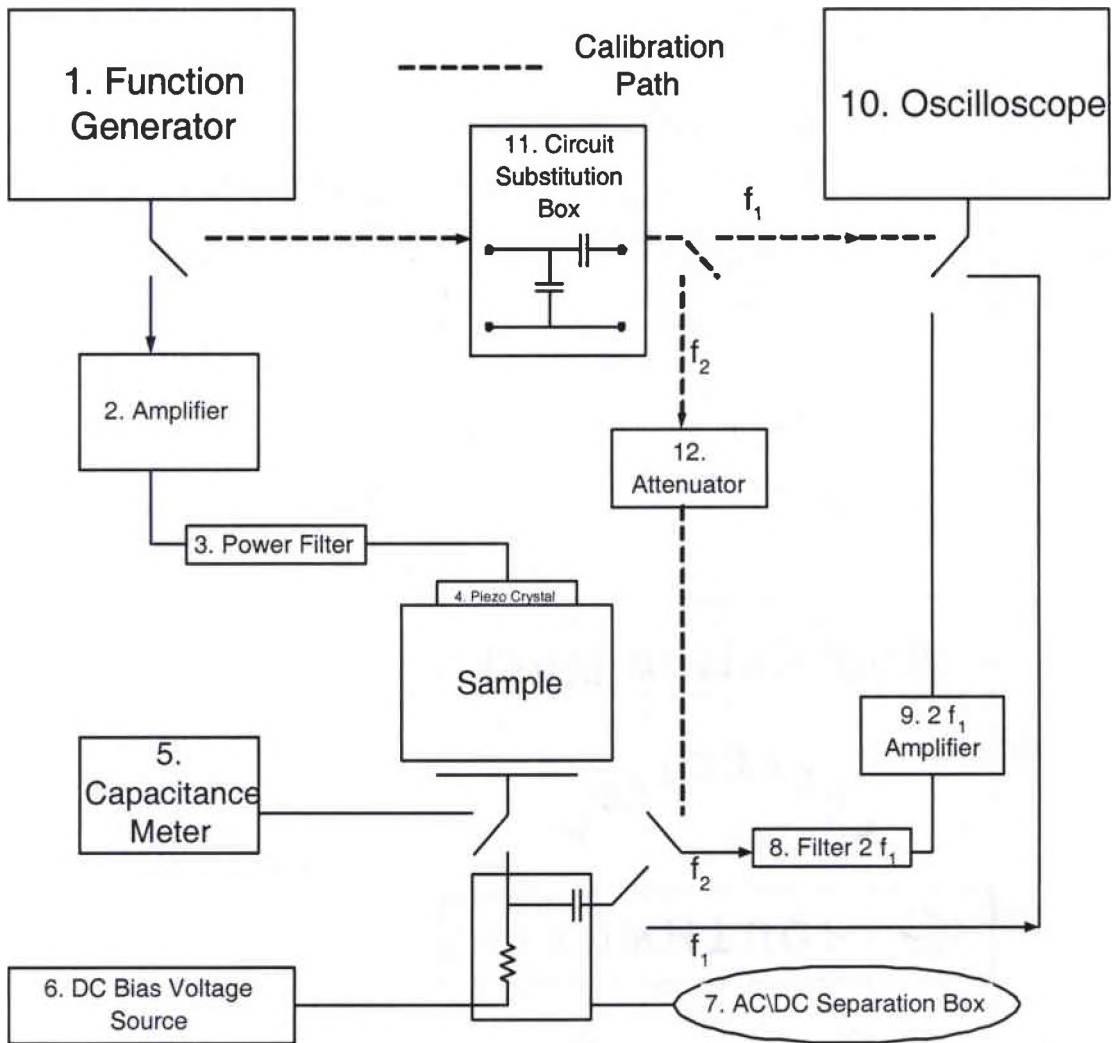 1. Function
Generator
Calibration
Path
10. Oscilloscope
11. Circuit
Substitution
Box
f1
2. Amplifier
f2
12.
Attenuator
3. Power Filter
4. Piezo Crystal
Sample
9. 2 f1
Amplifier
5.
Capacitance
Meter
8. Filter 2 f1
f2
f1
6. DC Bias Voltage
Source
7. AC\DC Separation Box